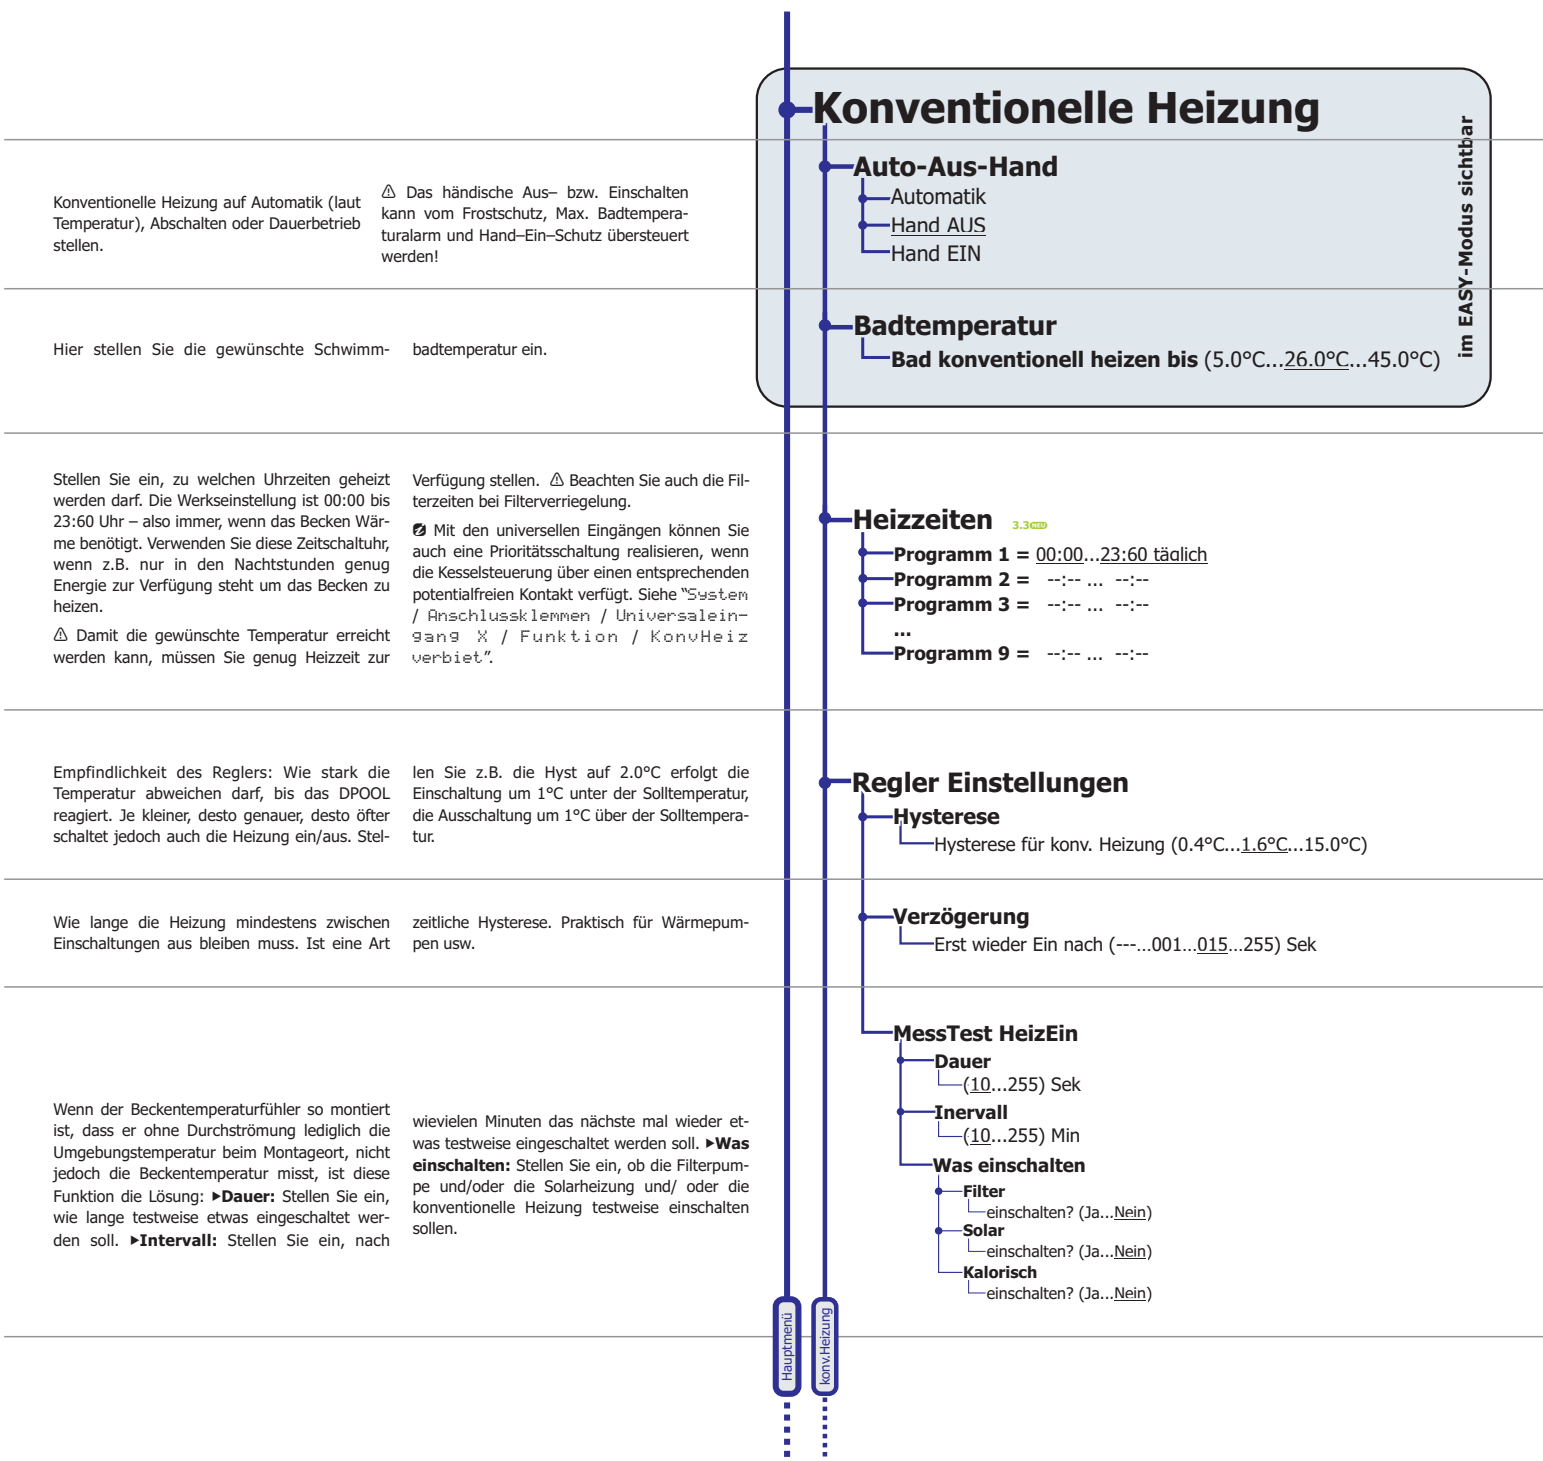 Konventionelle Heizung
im EASY-Modus sichtbar
Konventionelle Heizung auf Automatik (laut
Temperatur), Abschalten oder Dauerbetrieb
stellen.
⚠ Das händische Aus– bzw. Einschalten
kann vom Frostschutz, Max. Badtempera-
turalarm und Hand–Ein–Schutz übersteuert
werden!
Auto-Aus-Hand
Automatik
Hand AUS
Hand EIN
Hier stellen Sie die gewünschte Schwimm-
badtemperatur ein.
Badtemperatur
Bad konventionell heizen bis (5.0°C...26.0°C...45.0°C)
Stellen Sie ein, zu welchen Uhrzeiten geheizt
werden darf. Die Werkseinstellung ist 00:00 bis
23:60 Uhr – also immer, wenn das Becken Wär-
me benötigt. Verwenden Sie diese Zeitschaltuhr,
wenn z.B. nur in den Nachtstunden genug
Energie zur Verfügung steht um das Becken zu
heizen.
⚠ Damit die gewünschte Temperatur erreicht
werden kann, müssen Sie genug Heizzeit zur
Verfügung stellen. ⚠ Beachten Sie auch die Fil-
terzeiten bei Filterverriegelung.
Mit den universellen Eingängen können Sie
auch eine Prioritätsschaltung realisieren, wenn
die Kesselsteuerung über einen entsprechenden
potentialfreien Kontakt verfügt. Siehe "System
/ Anschlussklemmen / Universalein-
gang X / Funktion / KonvHeiz
verbiet".
Heizzeiten 3.3 NEU
Programm 1 = 00:00...23:60 täglich
Programm 2 = --:-- ... --:--
Programm 3 = --:-- ... --:--
...
Programm 9 = --:-- ... --:--
Empfindlichkeit des Reglers: Wie stark die
Temperatur abweichen darf, bis das DPOOL
reagiert. Je kleiner, desto genauer, desto öfter
schaltet jedoch auch die Heizung ein/aus. Stel-
len Sie z.B. die Hyst auf 2.0°C erfolgt die
Einschaltung um 1°C unter der Solltemperatur,
die Ausschaltung um 1°C über der Solltempera-
tur.
Regler Einstellungen
Hysterese
Hysterese für konv. Heizung (0.4°C...1.6°C...15.0°C)
Wie lange die Heizung mindestens zwischen
Einschaltungen aus bleiben muss. Ist eine Art
zeitliche Hysterese. Praktisch für Wärmepum-
pen usw.
Verzögerung
Erst wieder Ein nach (---...001...015...255) Sek
Wenn der Beckentemperaturfühler so montiert
ist, dass er ohne Durchströmung lediglich die
Umgebungstemperatur beim Montageort, nicht
jedoch die Beckentemperatur misst, ist diese
Funktion die Lösung: ▶Dauer: Stellen Sie ein,
wie lange testweise etwas eingeschaltet wer-
den soll. ▶Intervall: Stellen Sie ein, nach
wievielen Minuten das nächste mal wieder et-
was testweise eingeschaltet werden soll. ▶Was
einschalten: Stellen Sie ein, ob die Filterpum-
pe und/oder die Solarheizung und/ oder die
konventionelle Heizung testweise einschalten
sollen.
MessTest HeizEin
Dauer
(10...255) Sek
Inervall
(10...255) Min
Was einschalten
Filter
einschalten? (Ja...Nein)
Solar
einschalten? (Ja...Nein)
Kalorisch
einschalten? (Ja...Nein)
Hauptmenü
konv.Heizung